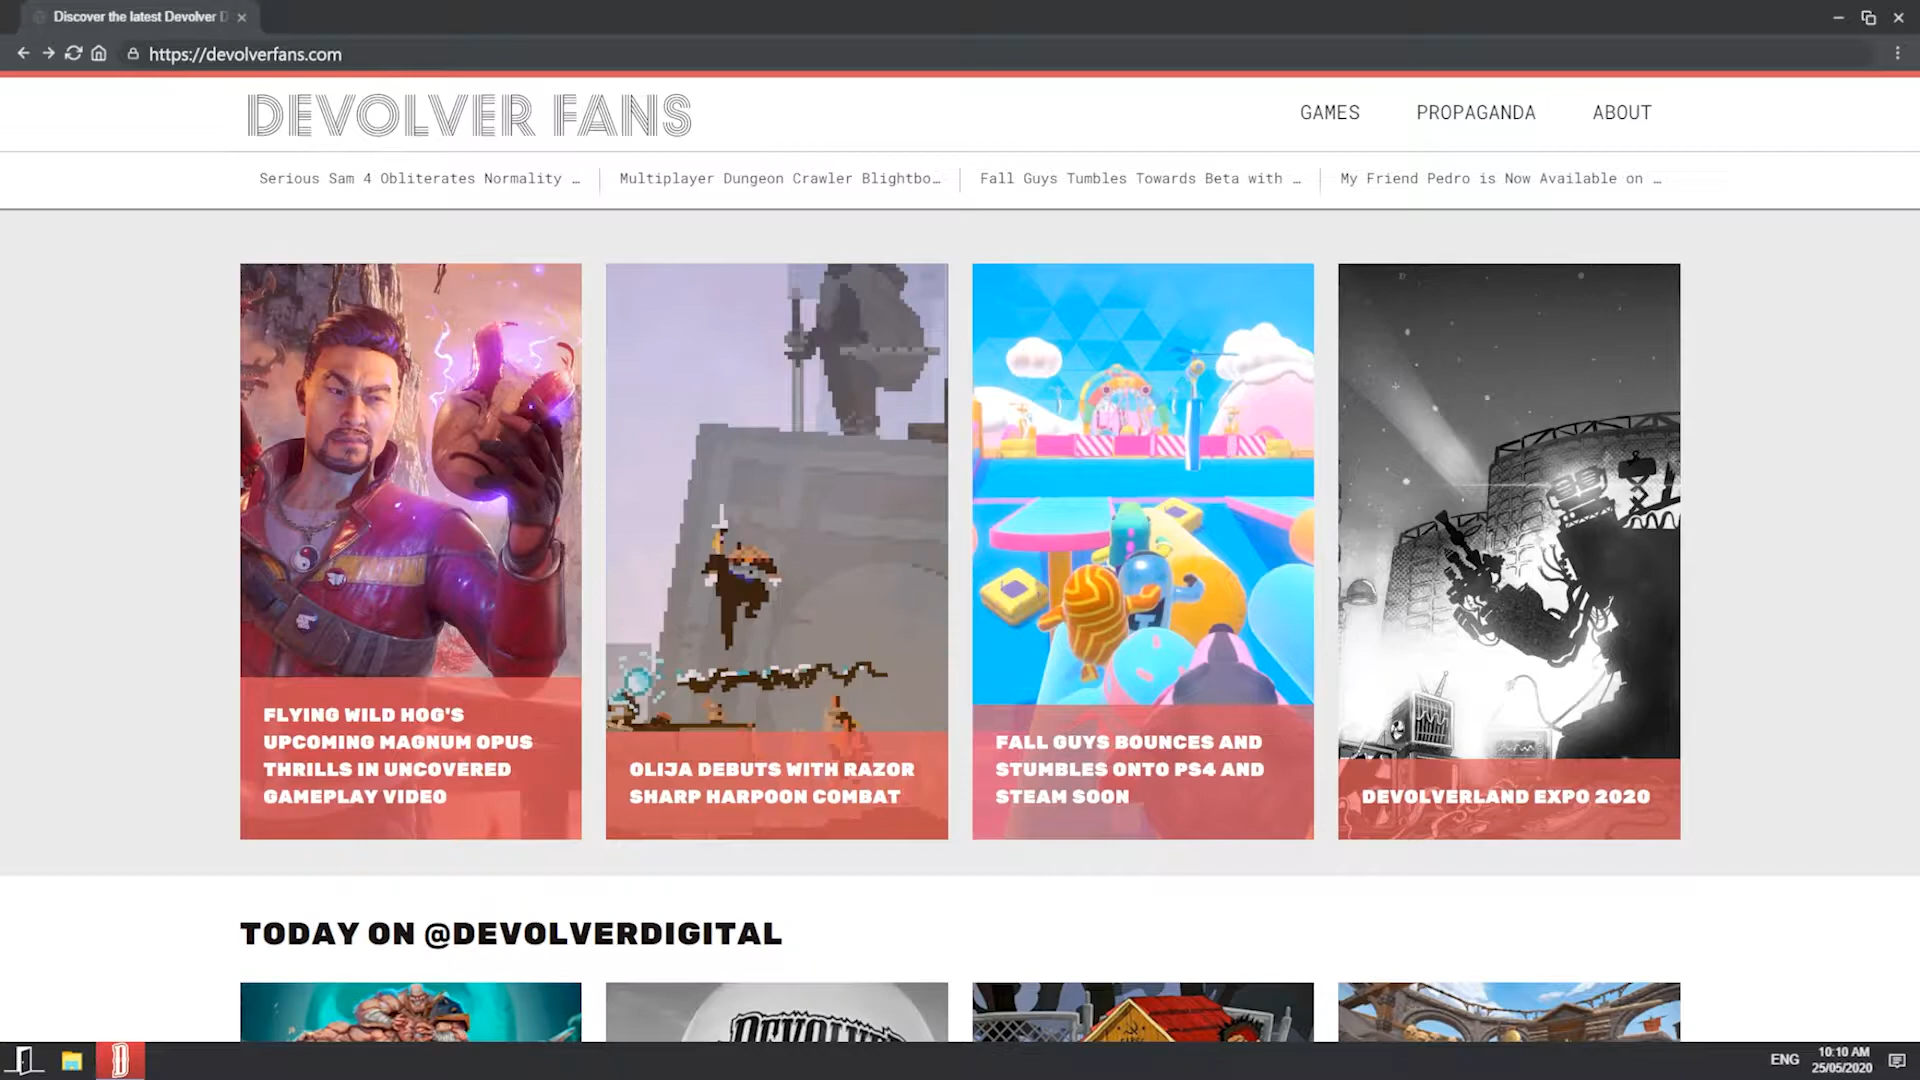 Discover the latest Devolver D
https://devolverfans.com
DEVOLVER FANS
GAMES
PROPAGANDA
ABOUT
Serious Sam 4 Obliterates Normality …
Multiplayer Dungeon Crawler Blightbo…
Fall Guys Tumbles Towards Beta with …
My Friend Pedro is Now Available on …
FLYING WILD HOG'S
UPCOMING MAGNUM OPUS
THRILLS IN UNCOVERED
GAMEPLAY VIDEO
OLIJA DEBUTS WITH RAZOR
SHARP HARPOON COMBAT
FALL GUYS BOUNCES AND
STUMBLES ONTO PS4 AND
STEAM SOON
DEVOLVERLAND EXPO 2020
TODAY ON @DEVOLVERDIGITAL
DEVOLV
D
ENG
10:10 AM
25/05/2020